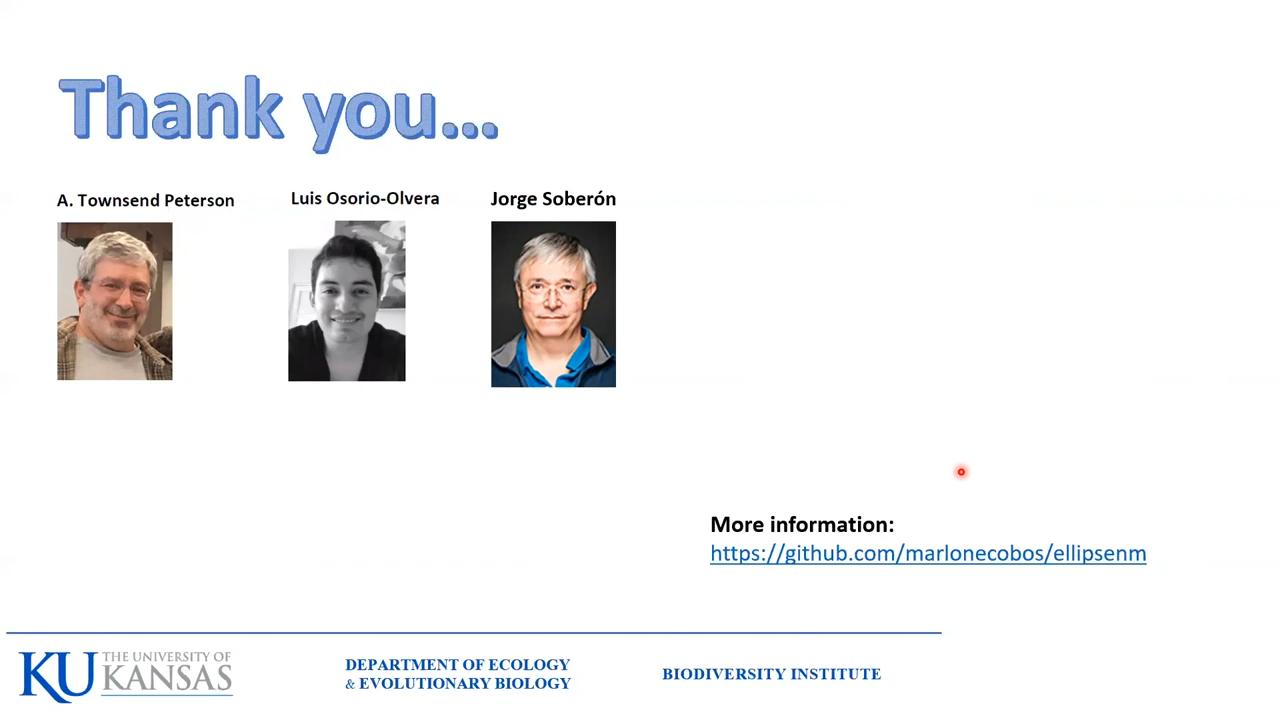 Thank you...
A. Townsend Peterson
Luis Osorio-Olvera
Jorge Soberón
More information:
https://github.com/marlonecobos/ellipsenm
KU THE UNIVERSITY OF
KANSAS
DEPARTMENT OF ECOLOGY
& EVOLUTIONARY BIOLOGY
BIODIVERSITY INSTITUTE